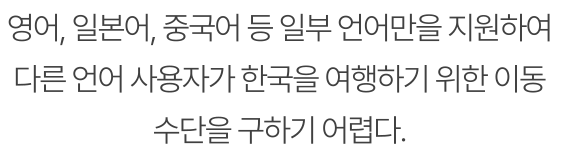 영어, 일본어, 중국어 등 일부 언어만을 지원하여
다른 언어 사용자가 한국을 여행하기 위한 이동
수단을 구하기 어렵다.